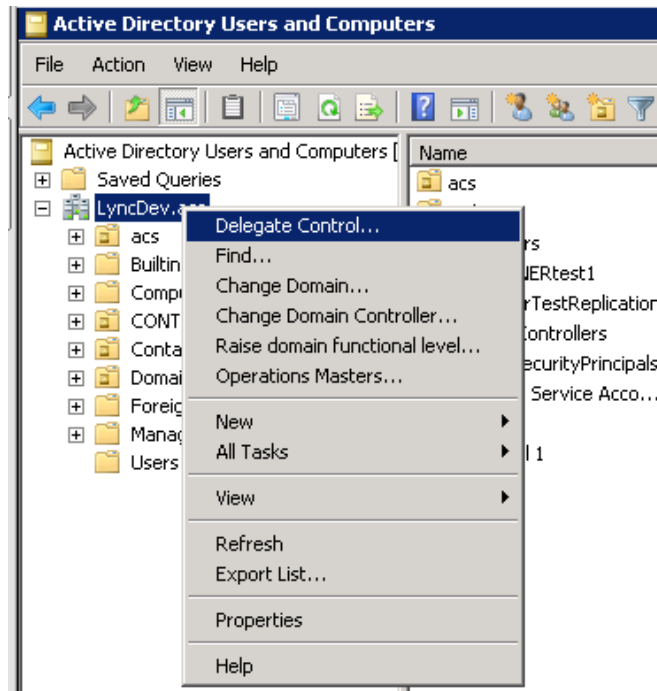 Active Directory Users and Computers
File Action View Help
Active Directory Users and Computers [
Name
Saved Queries
acs
LyncDev.a
Delegate Control...
acs
rs
Find...
Builtin
NERtest1
Change Domain...
Compu
rTestReplication
Change Domain Controller...
CONT
Controllers
Raise domain functional level...
Conta
ecurityPrincipals
Operations Masters...
Domai
Service Acco...
Foreig
New
Manag
All Tasks
l 1
Users
View
Refresh
Export List...
Properties
Help